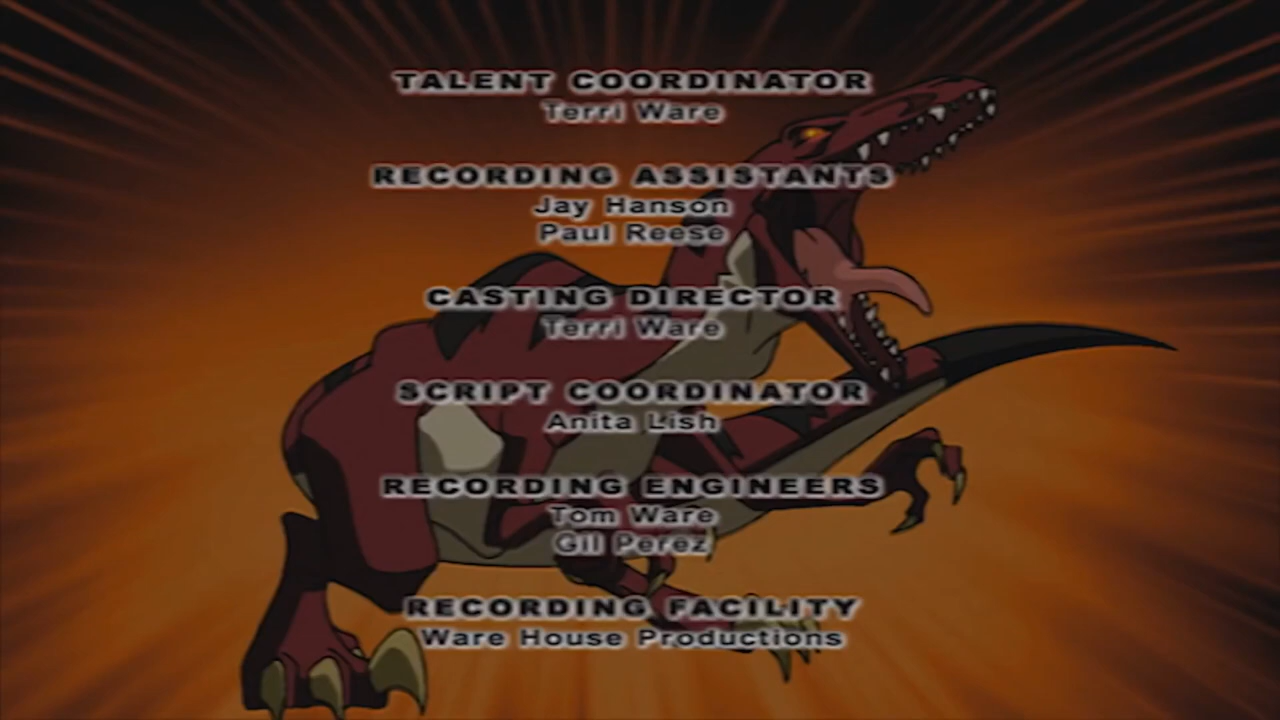 TALENT COORDINATOR
Terri Ware
RECORDING ASSISTANTS
Jay Hanson
Paul Reese
CASTING DIRECTOR
Terri Ware
SCRIPT COORDINATOR
Anita Lish
RECORDING ENGINEERS
Tom Ware
Gil Perez
RECORDING FACILITY
Ware House Productions